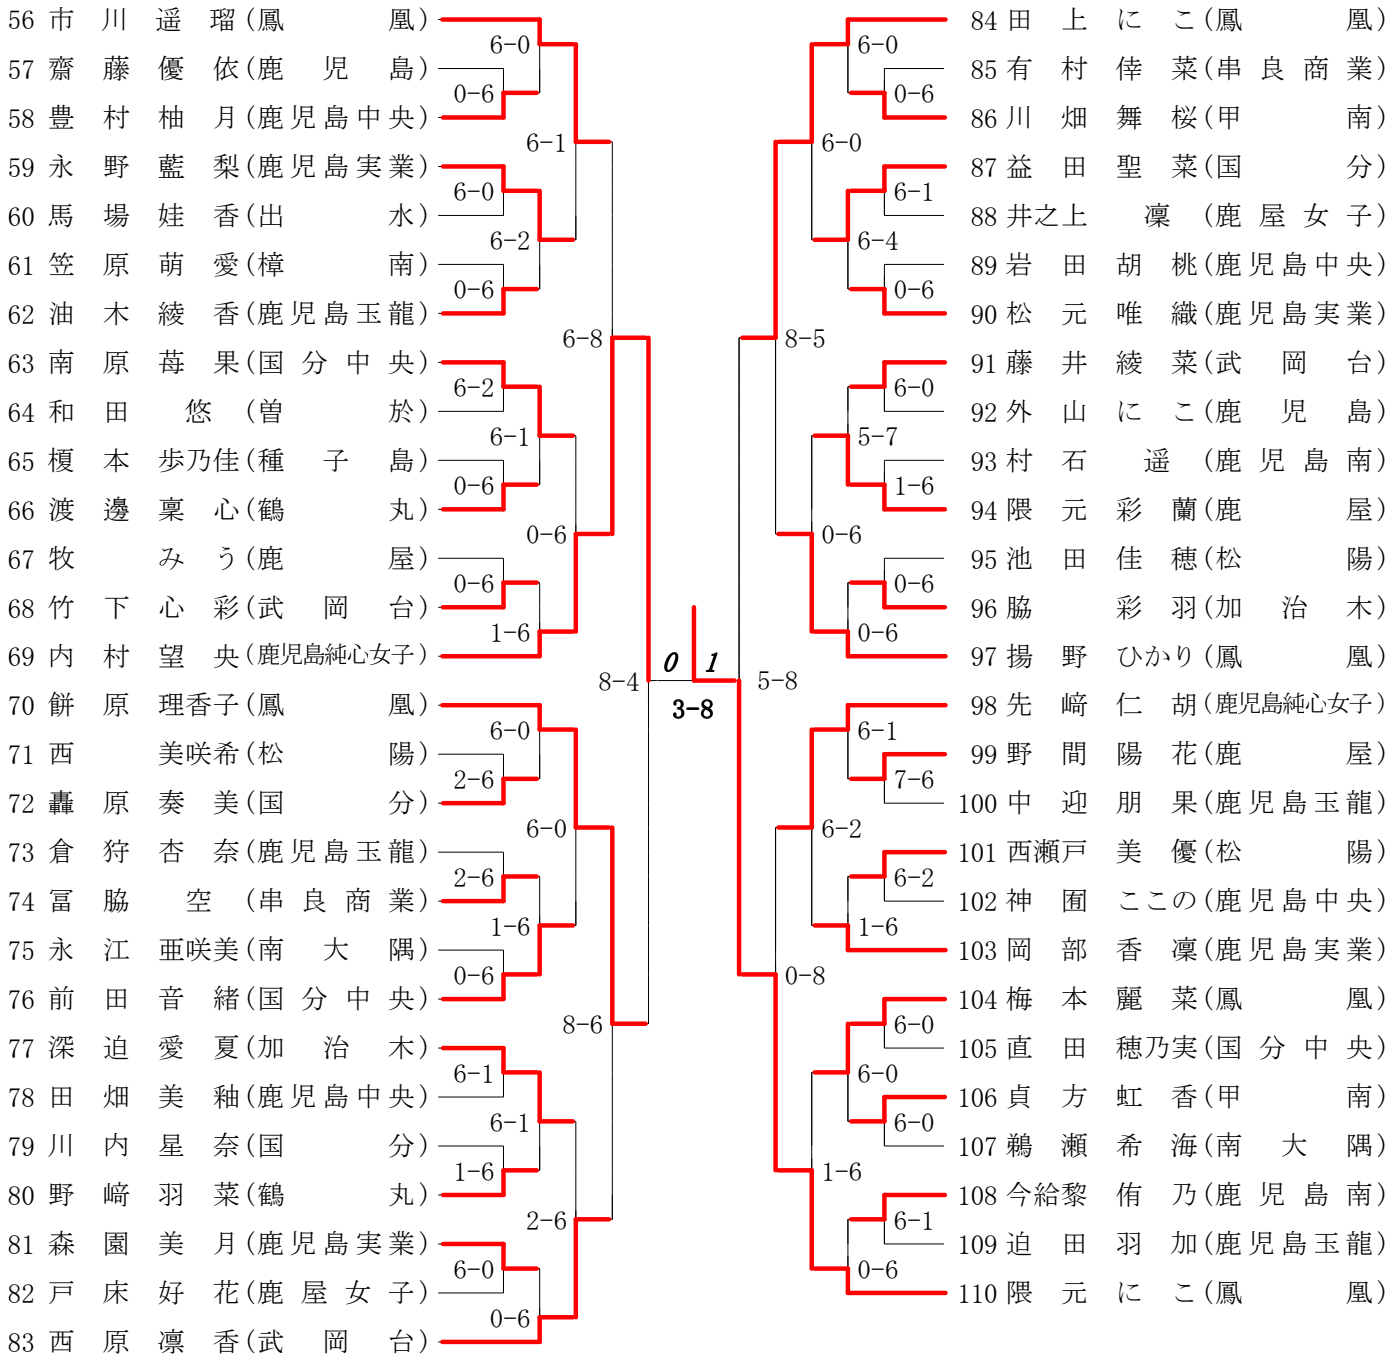 56 市川遥瑠(鳳凰)
6-0
57 齋藤優依(鹿児島)
0-6
58 豊村柚月(鹿児島中央)
6-1
59 永野藍梨(鹿児島実業)
6-0
60 馬場娃香(出水)
6-2
61 笠原萌愛(樟南)
0-6
62 油木綾香(鹿児島玉龍)
6-8
63 南原苺果(国分中央)
6-2
64 和田悠(曽於)
6-1
65 榎本歩乃佳(種子島)
0-6
66 渡邊稟心(鶴丸)
0-6
67 牧みう(鹿屋)
0-6
68 竹下心彩(武岡台)
1-6
69 内村望央(鹿児島純心女子)
8-4
70 餅原理香子(鳳凰)
6-0
71 西美咲希(松陽)
2-6
72 轟原奏美(国分)
6-0
73 倉狩杏奈(鹿児島玉龍)
2-6
74 冨脇空(串良商業)
1-6
75 永江亜咲美(南大隅)
0-6
76 前田音緒(国分中央)
8-6
77 深迫愛夏(加治木)
6-1
78 田畑美釉(鹿児島中央)
6-1
79 川内星奈(国分)
1-6
80 野﨑羽菜(鶴丸)
2-6
81 森園美月(鹿児島実業)
6-0
82 戸床好花(鹿屋女子)
0-6
83 西原凛香(武岡台)
0 1
3-8
84 田上にこ(鳳凰)
6-0
85 有村倖菜(串良商業)
0-6
86 川畑舞桜(甲南)
6-0
87 益田聖菜(国分)
6-1
88 井之上凜(鹿屋女子)
6-4
89 岩田胡桃(鹿児島中央)
0-6
90 松元唯織(鹿児島実業)
8-5
91 藤井綾菜(武岡台)
6-0
92 外山にこ(鹿児島)
5-7
93 村石遥(鹿児島南)
1-6
94 隈元彩蘭(鹿屋)
0-6
95 池田佳穂(松陽)
0-6
96 脇彩羽(加治木)
0-6
97 揚野ひかり(鳳凰)
5-8
98 先﨑仁胡(鹿児島純心女子)
6-1
99 野間陽花(鹿屋)
7-6
100 中迎朋果(鹿児島玉龍)
6-2
101 西瀬戸美優(松陽)
6-2
102 神囿ここの(鹿児島中央)
1-6
103 岡部香凜(鹿児島実業)
0-8
104 梅本麗菜(鳳凰)
6-0
105 直田穂乃実(国分中央)
6-0
106 貞方虹香(甲南)
6-0
107 鵜瀬希海(南大隅)
1-6
108 今給黎侑乃(鹿児島南)
6-1
109 迫田羽加(鹿児島玉龍)
0-6
110 隈元にこ(鳳凰)